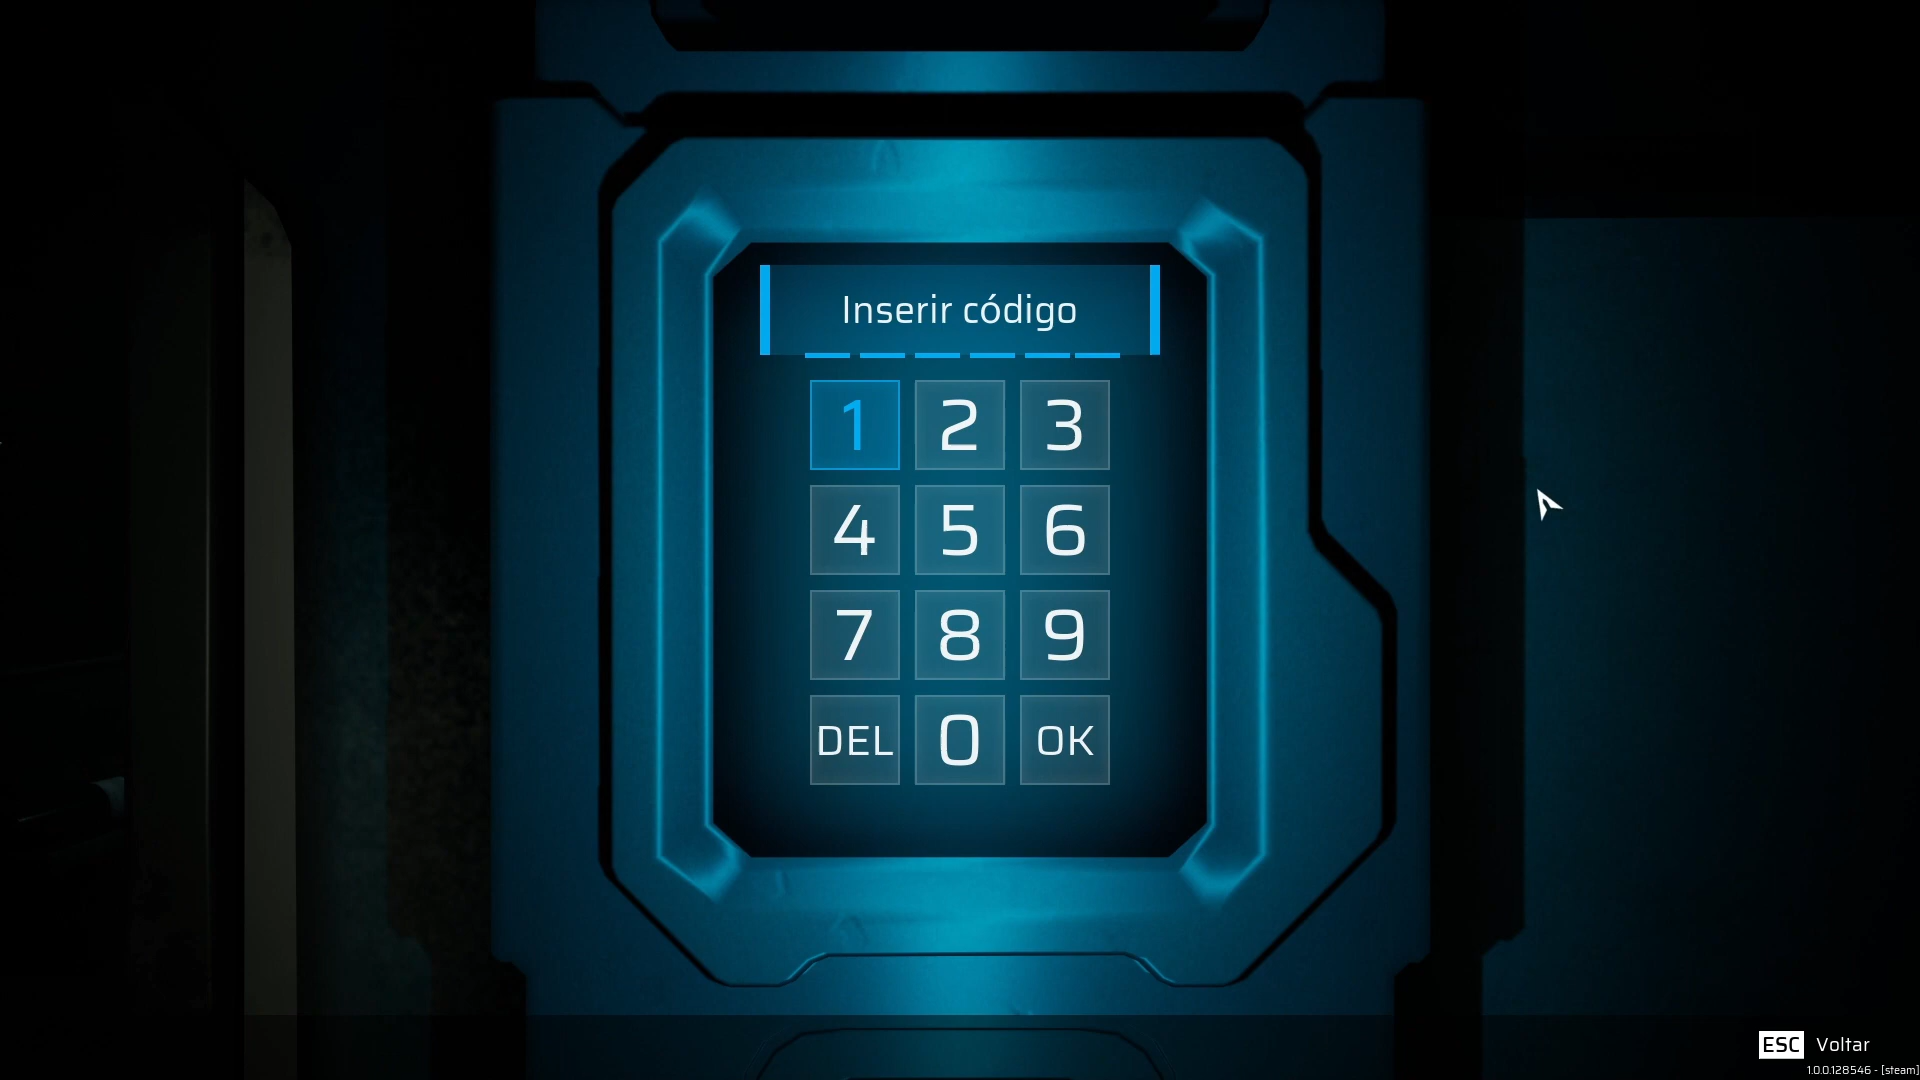 Inserir código
1 2 3
4 5 6
7 8 9
DEL 0 OK
ESC Voltar
1.0.0.128546 - [steam]